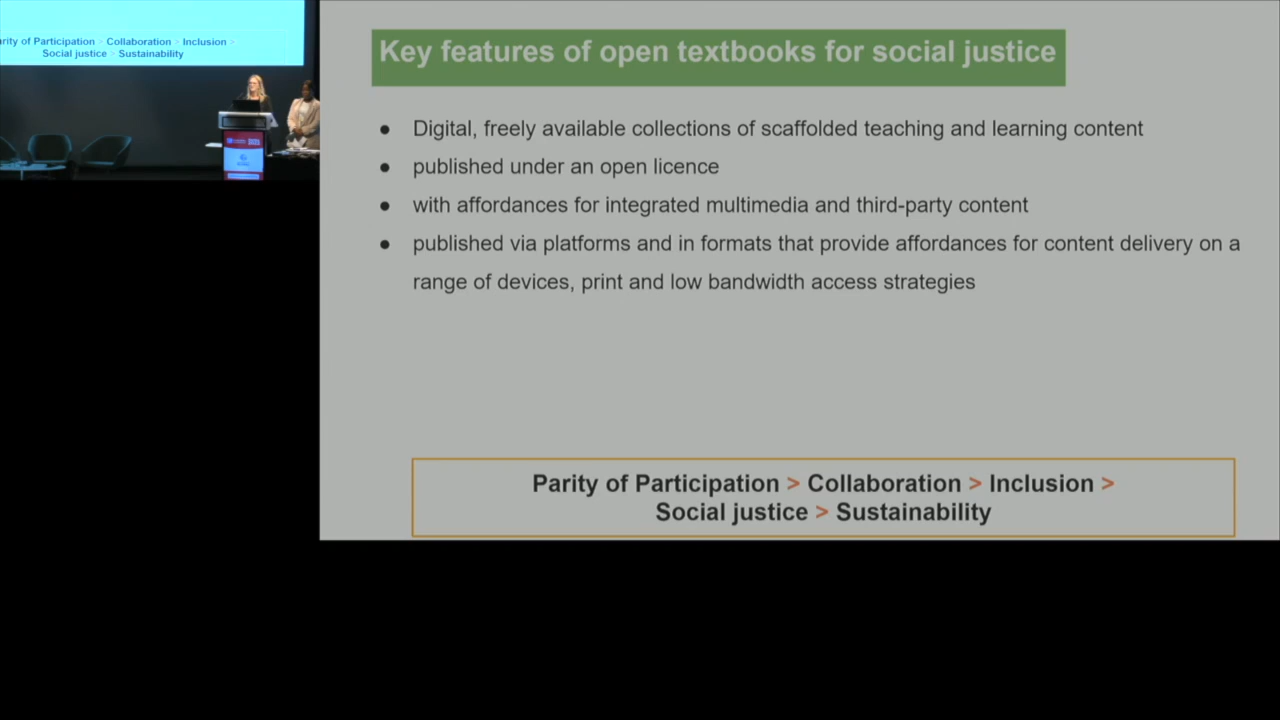 rity of Participation > Collaboration > Inclusion >
Social justice > Sustainability
Key features of open textbooks for social justice
● Digital, freely available collections of scaffolded teaching and learning content
● published under an open licence
● with affordances for integrated multimedia and third-party content
● published via platforms and in formats that provide affordances for content delivery on a
range of devices, print and low bandwidth access strategies
Parity of Participation > Collaboration > Inclusion >
Social justice > Sustainability